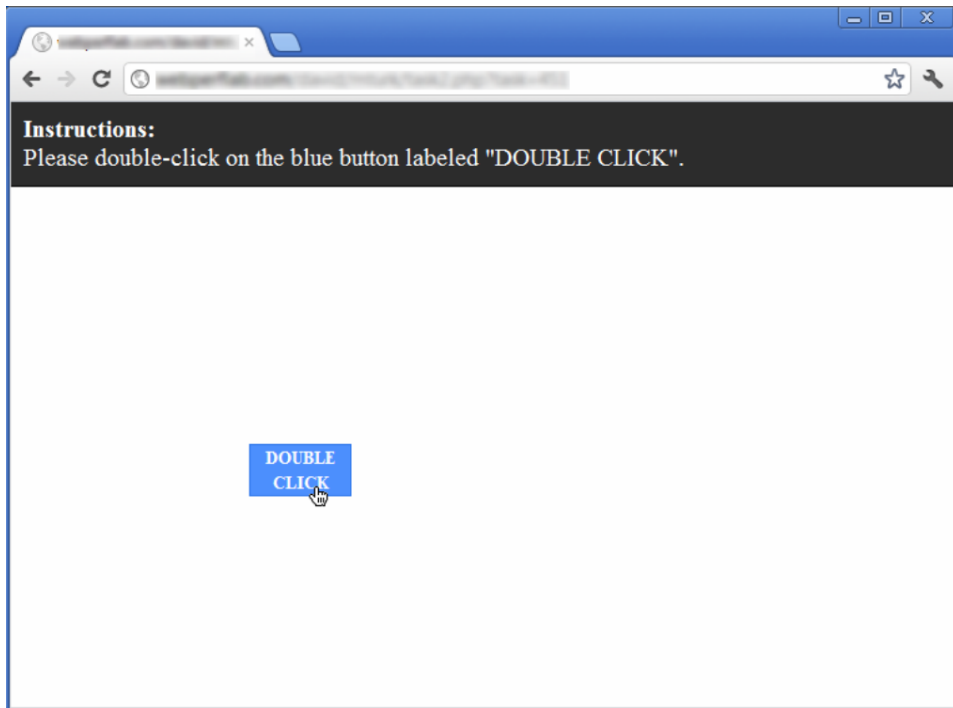 Instructions:
Please double-click on the blue button labeled "DOUBLE CLICK".
DOUBLE
CLICK